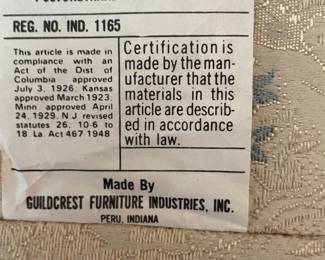 REG. NO. IND. 1165
This article is made in
compliance with an
Act of the Dist. of
Columbia approved
July 3, 1926; Kansas
approved March 1923;
Minn. approved April
24, 1929, N.J. revised
statutes 26, 10-6 to
18. La. Act 467-1948
Certification is
made by the man-
ufacturer that the
materials in this
article are describ-
ed in accordance
with law.
Made By
GUILDCREST FURNITURE INDUSTRIES, INC.
PERU, INDIANA